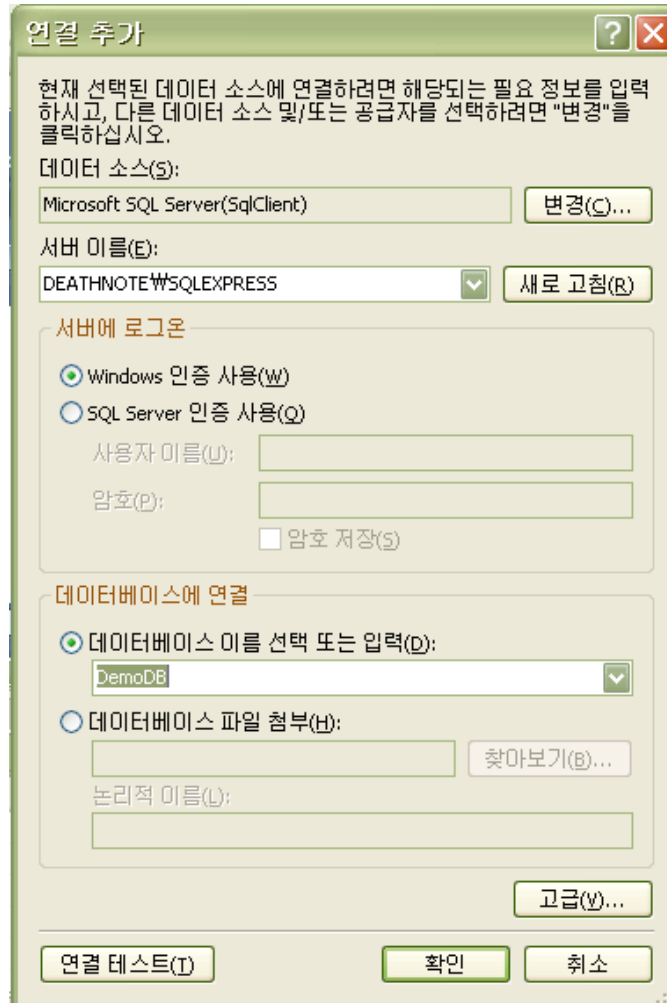 연결 추가
현재 선택된 데이터 소스에 연결하려면 해당되는 필요 정보를 입력
하시고, 다른 데이터 소스 및/또는 공급자를 선택하려면 "변경"을
클릭하십시오.
데이터 소스(S):
Microsoft SQL Server(SqlClient)
변경(C)...
서버 이름(E):
DEATHNOTE₩SQLEXPRESS
새로 고침(R)
서버에 로그온
Windows 인증 사용(W)
SQL Server 인증 사용(Q)
사용자 이름(U):
암호(P):
암호 저장(S)
데이터베이스에 연결
데이터베이스 이름 선택 또는 입력(D):
DemoDB
데이터베이스 파일 첨부(H):
찾아보기(B)...
논리적 이름(L):
고급(V)...
연결 테스트(T)
확인
취소